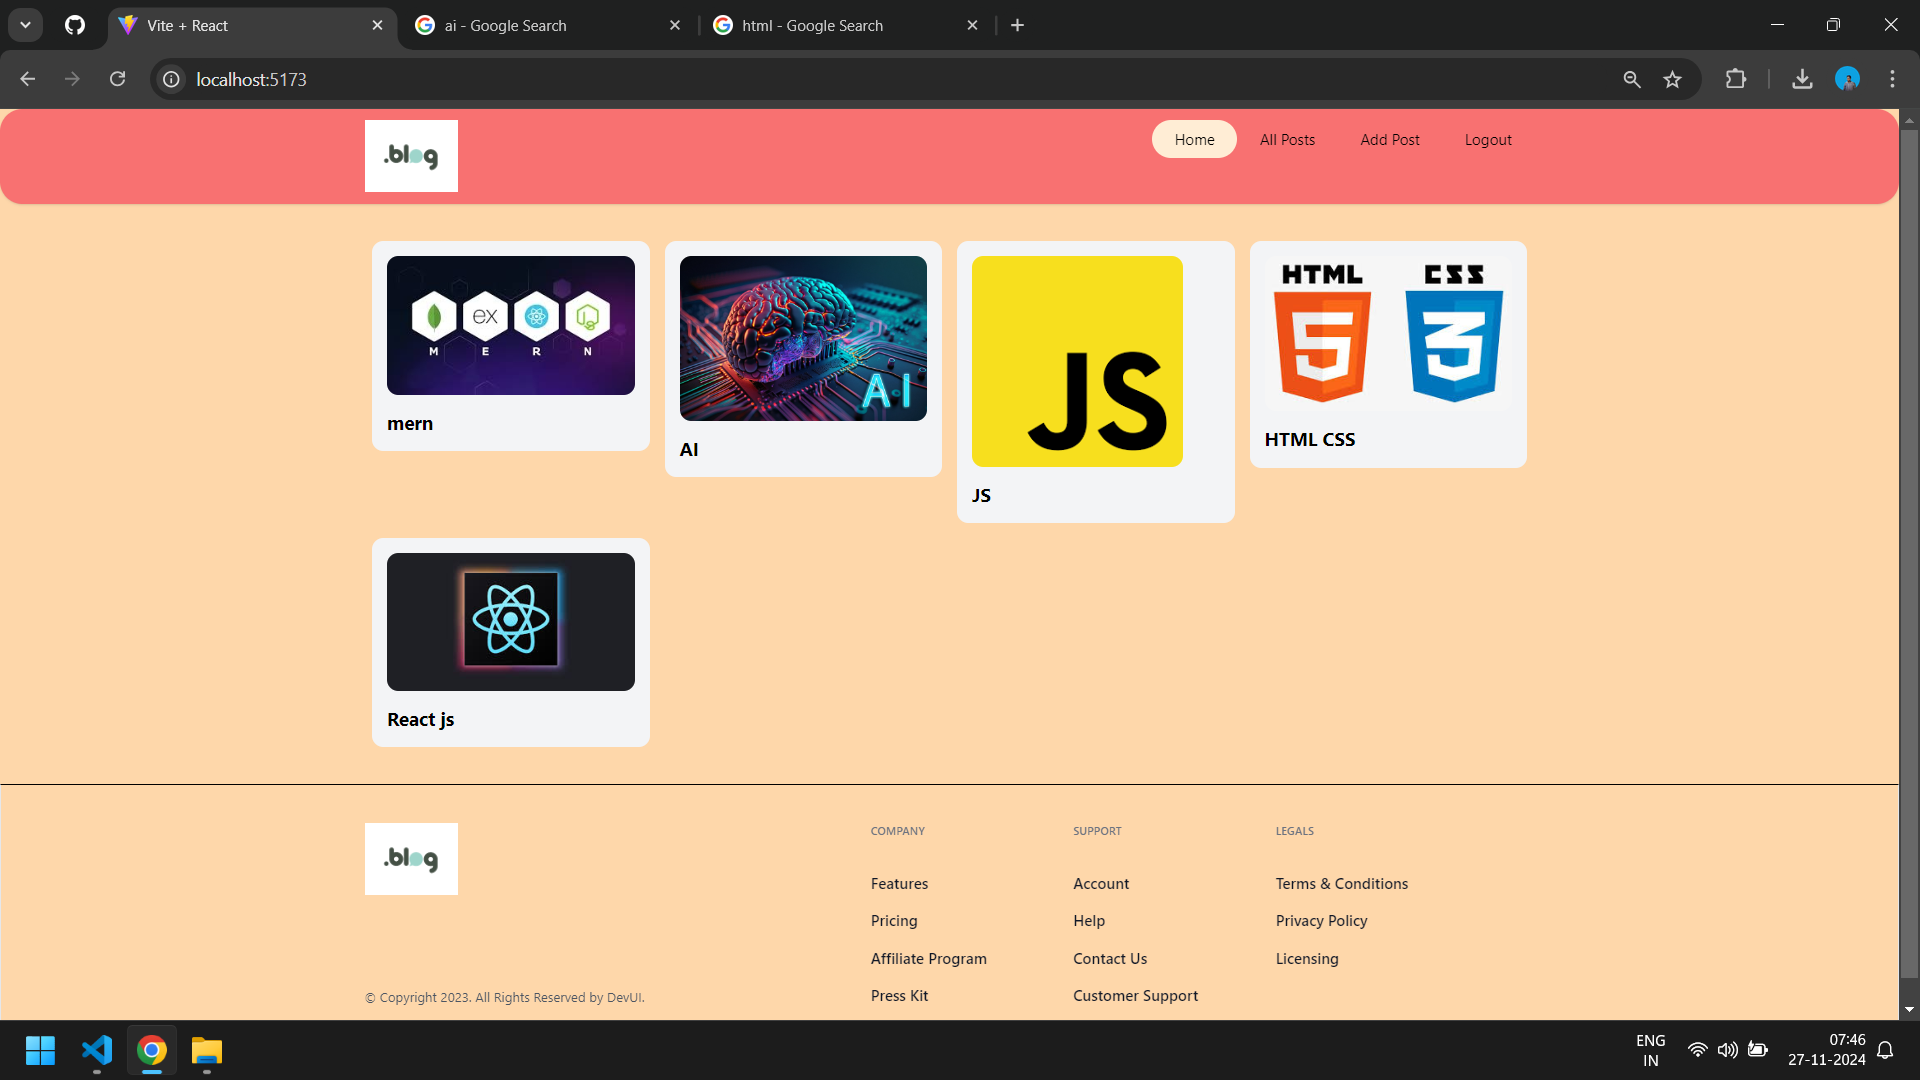 Vite + React
ai - Google Search
html - Google Search
localhost:5173
.blog
Home
All Posts
Add Post
Logout
M E R N
ex
mern
AI
AI
JS
JS
HTML CSS
5 3
HTML CSS
React js
.blog
COMPANY
SUPPORT
LEGALS
Features
Account
Terms & Conditions
Pricing
Help
Privacy Policy
Affiliate Program
Contact Us
Licensing
Press Kit
Customer Support
© Copyright 2023. All Rights Reserved by DevUI.
ENG
IN
07:46
27-11-2024